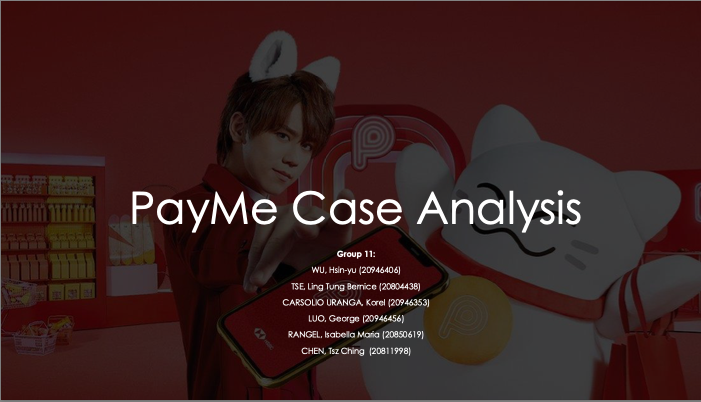 PayMe Case Analysis
Group 11:
WU, Hsin-yu (20946406)
TSE, Ling Tung Bernice (20804438)
CARSOLIO URANGA, Korel (20946353)
LUO, George (20946456)
RANGEL, Isabella Maria (20850619)
CHEN, Tsz Ching (20811998)